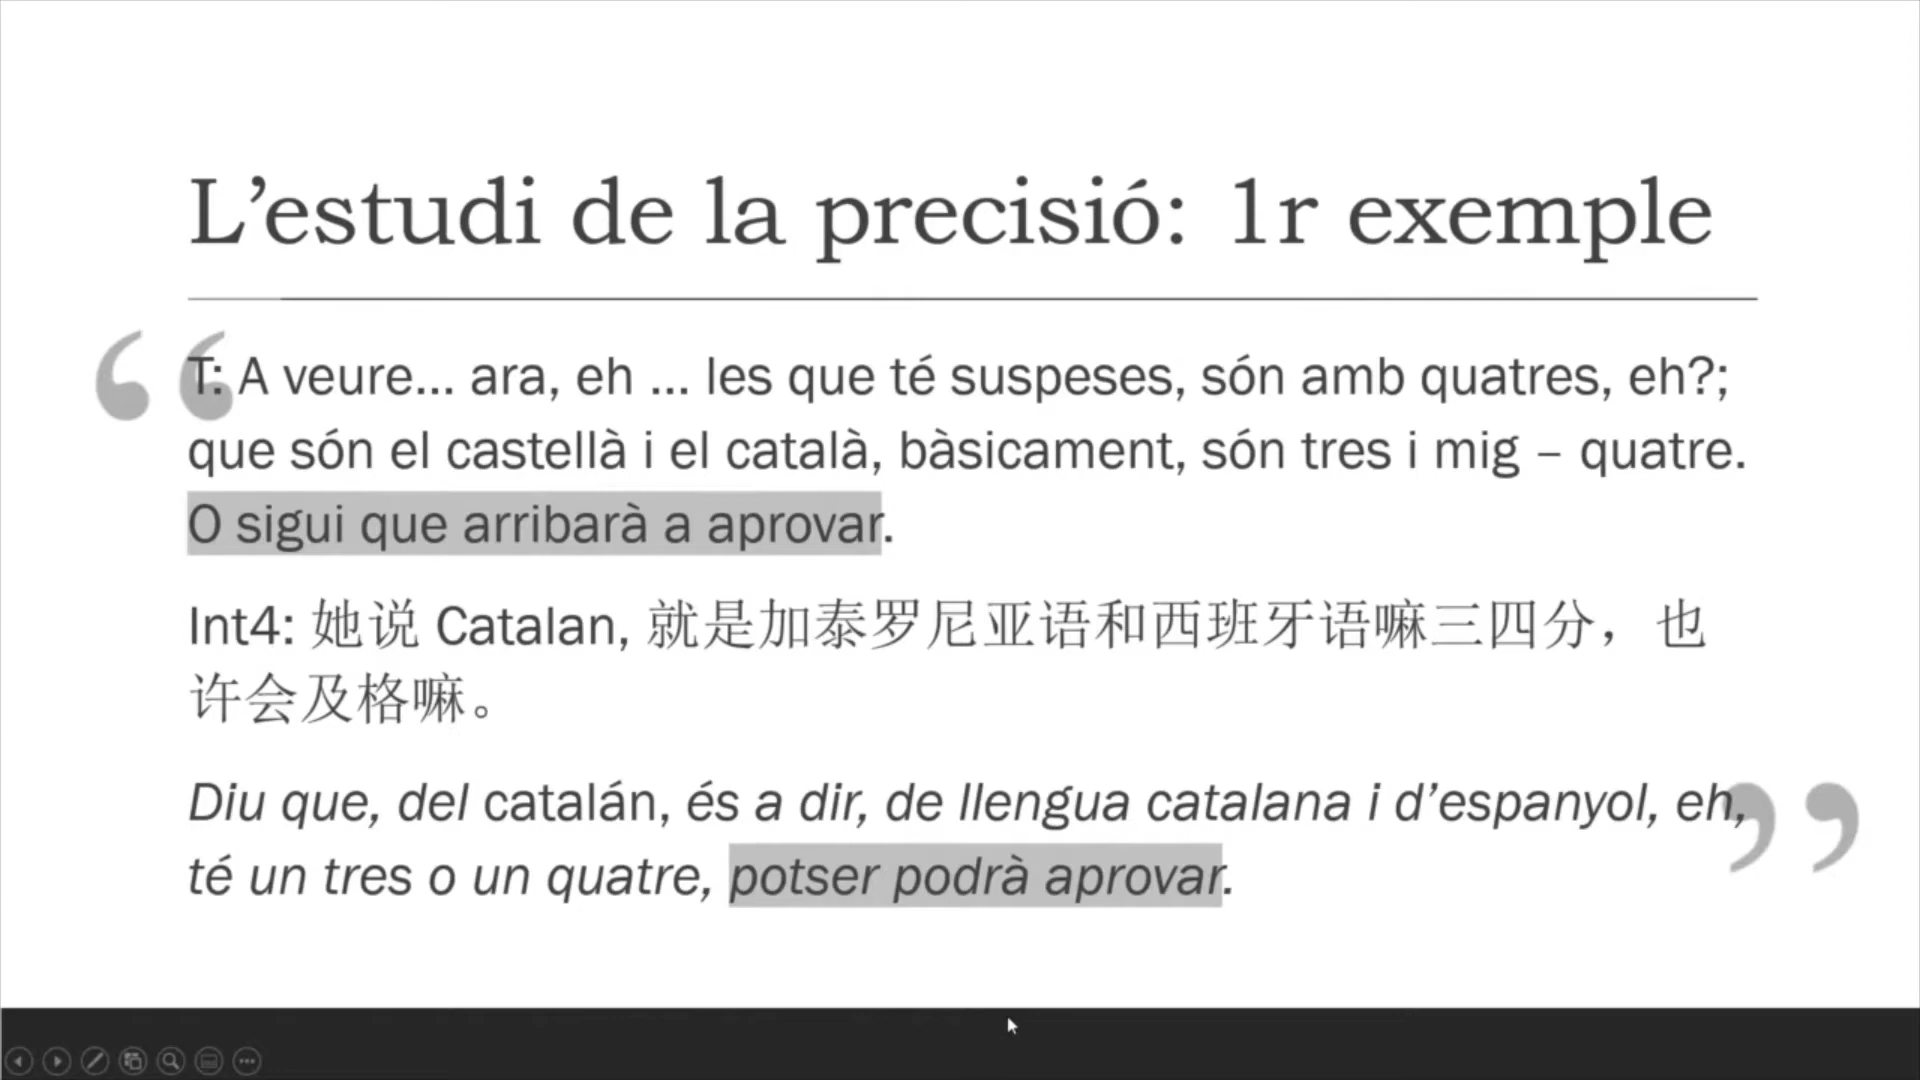 L’estudi de la precisió: 1r exemple
T: A veure... ara, eh ... les que té suspeses, són amb quatres, eh?;
que són el castellà i el català, bàsicament, són tres i mig – quatre.
O sigui que arribarà a aprovar.
Int4: 她说 Catalan, 就是加泰罗尼亚语和西班牙语嘛三四分，也
许会及格嘛。
Diu que, del catalán, és a dir, de llengua catalana i d’espanyol, eh,
té un tres o un quatre, potser podrà aprovar.